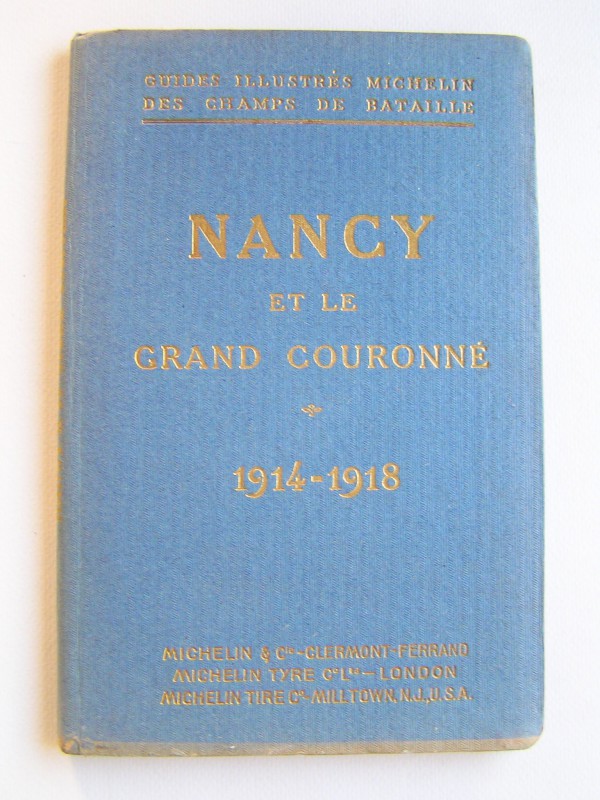 GUIDES ILLUSTRÉS MICHELIN
DES CHAMPS DE BATAILLE
NANCY
ET LE
GRAND COURONNÉ
1914-1918
MICHELIN & Cie - CLERMONT-FERRAND
MICHELIN TYRE Co Ltd — LONDON
MICHELIN TIRE Co - MILLTOWN, N.J., U.S.A.